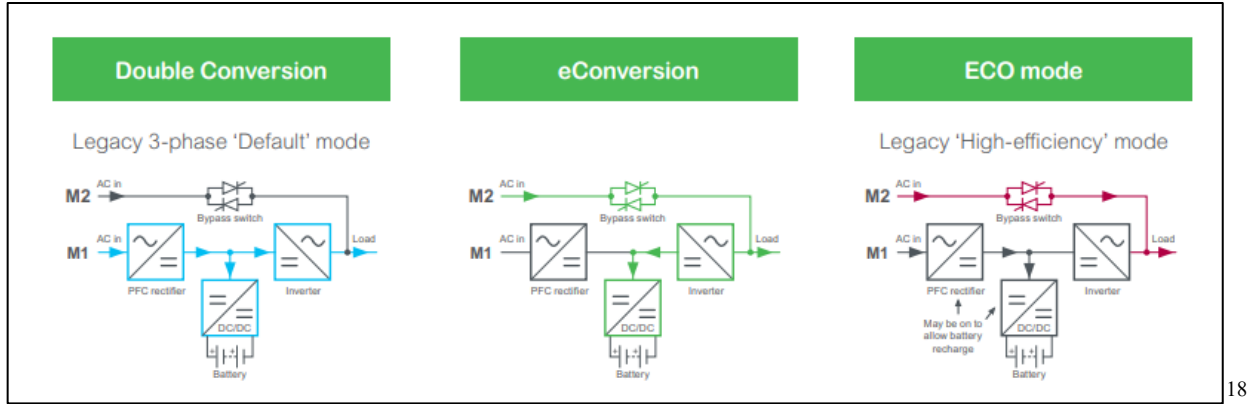 Double Conversion
Legacy 3-phase 'Default' mode
M2 AC in
Bypass switch
M1 AC in
Load
PFC rectifier
Inverter
DC/DC
+ +
Battery
eConversion
M2 AC in
Bypass switch
M1 AC in
Load
PFC rectifier
Inverter
DC/DC
+ +
Battery
ECO mode
Legacy 'High-efficiency' mode
M2 AC in
Bypass switch
M1 AC in
Load
PFC rectifier
Inverter
May be on to
allow battery
recharge
DC/DC
+ +
Battery
18